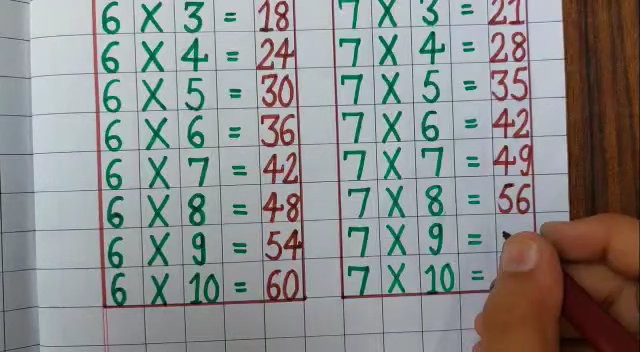 6 X 3 = 18
6 X 4 = 24
6 X 5 = 30
6 X 6 = 36
6 X 7 = 42
6 X 8 = 48
6 X 9 = 54
6 X 10 = 60
7 X 3 = 21
7 X 4 = 28
7 X 5 = 35
7 X 6 = 42
7 X 7 = 49
7 X 8 = 56
7 X 9 =
7 X 10 =